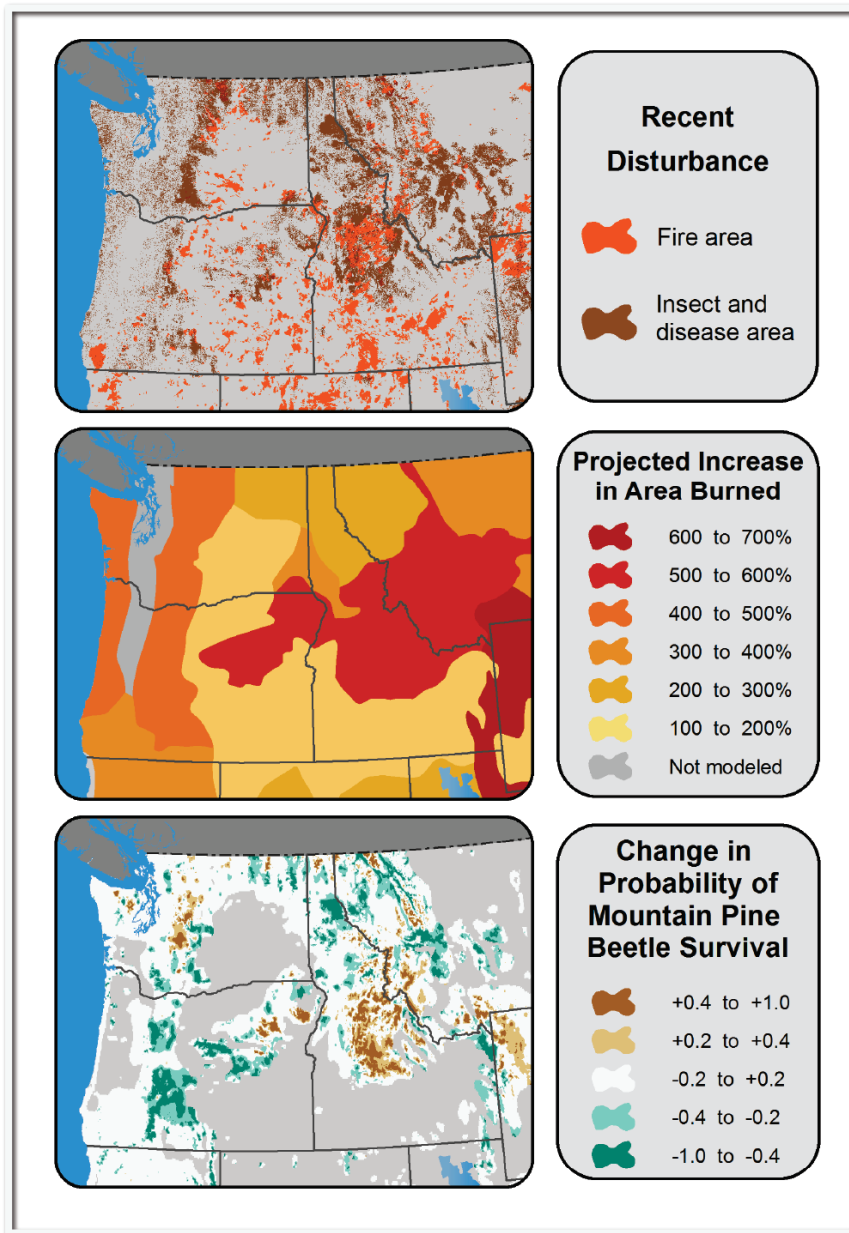 Recent
Disturbance
Fire area
Insect and
disease area
Projected Increase
in Area Burned
600 to 700%
500 to 600%
400 to 500%
300 to 400%
200 to 300%
100 to 200%
Not modeled
Change in
Probability of
Mountain Pine
Beetle Survival
+0.4 to +1.0
+0.2 to +0.4
-0.2 to +0.2
-0.4 to -0.2
-1.0 to -0.4